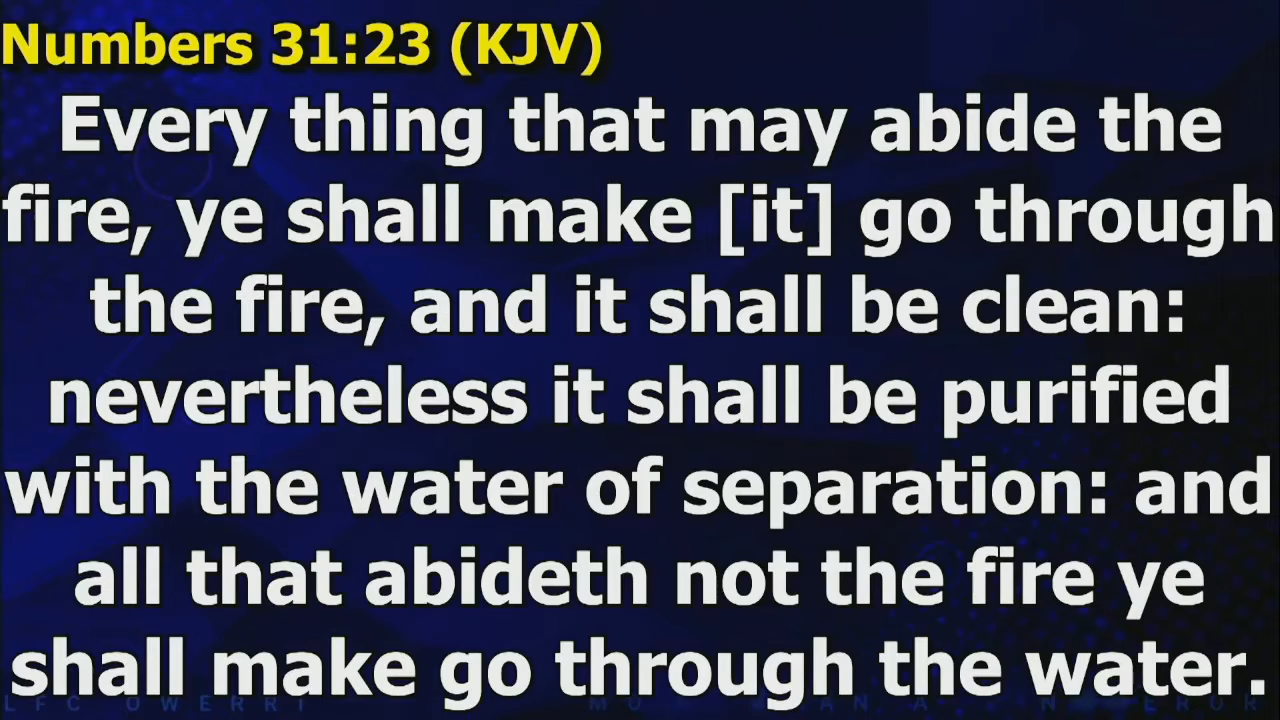 Numbers 31:23 (KJV)
Every thing that may abide the
fire, ye shall make [it] go through
the fire, and it shall be clean:
nevertheless it shall be purified
with the water of separation: and
all that abideth not the fire ye
shall make go through the water.
LFC OWERRI